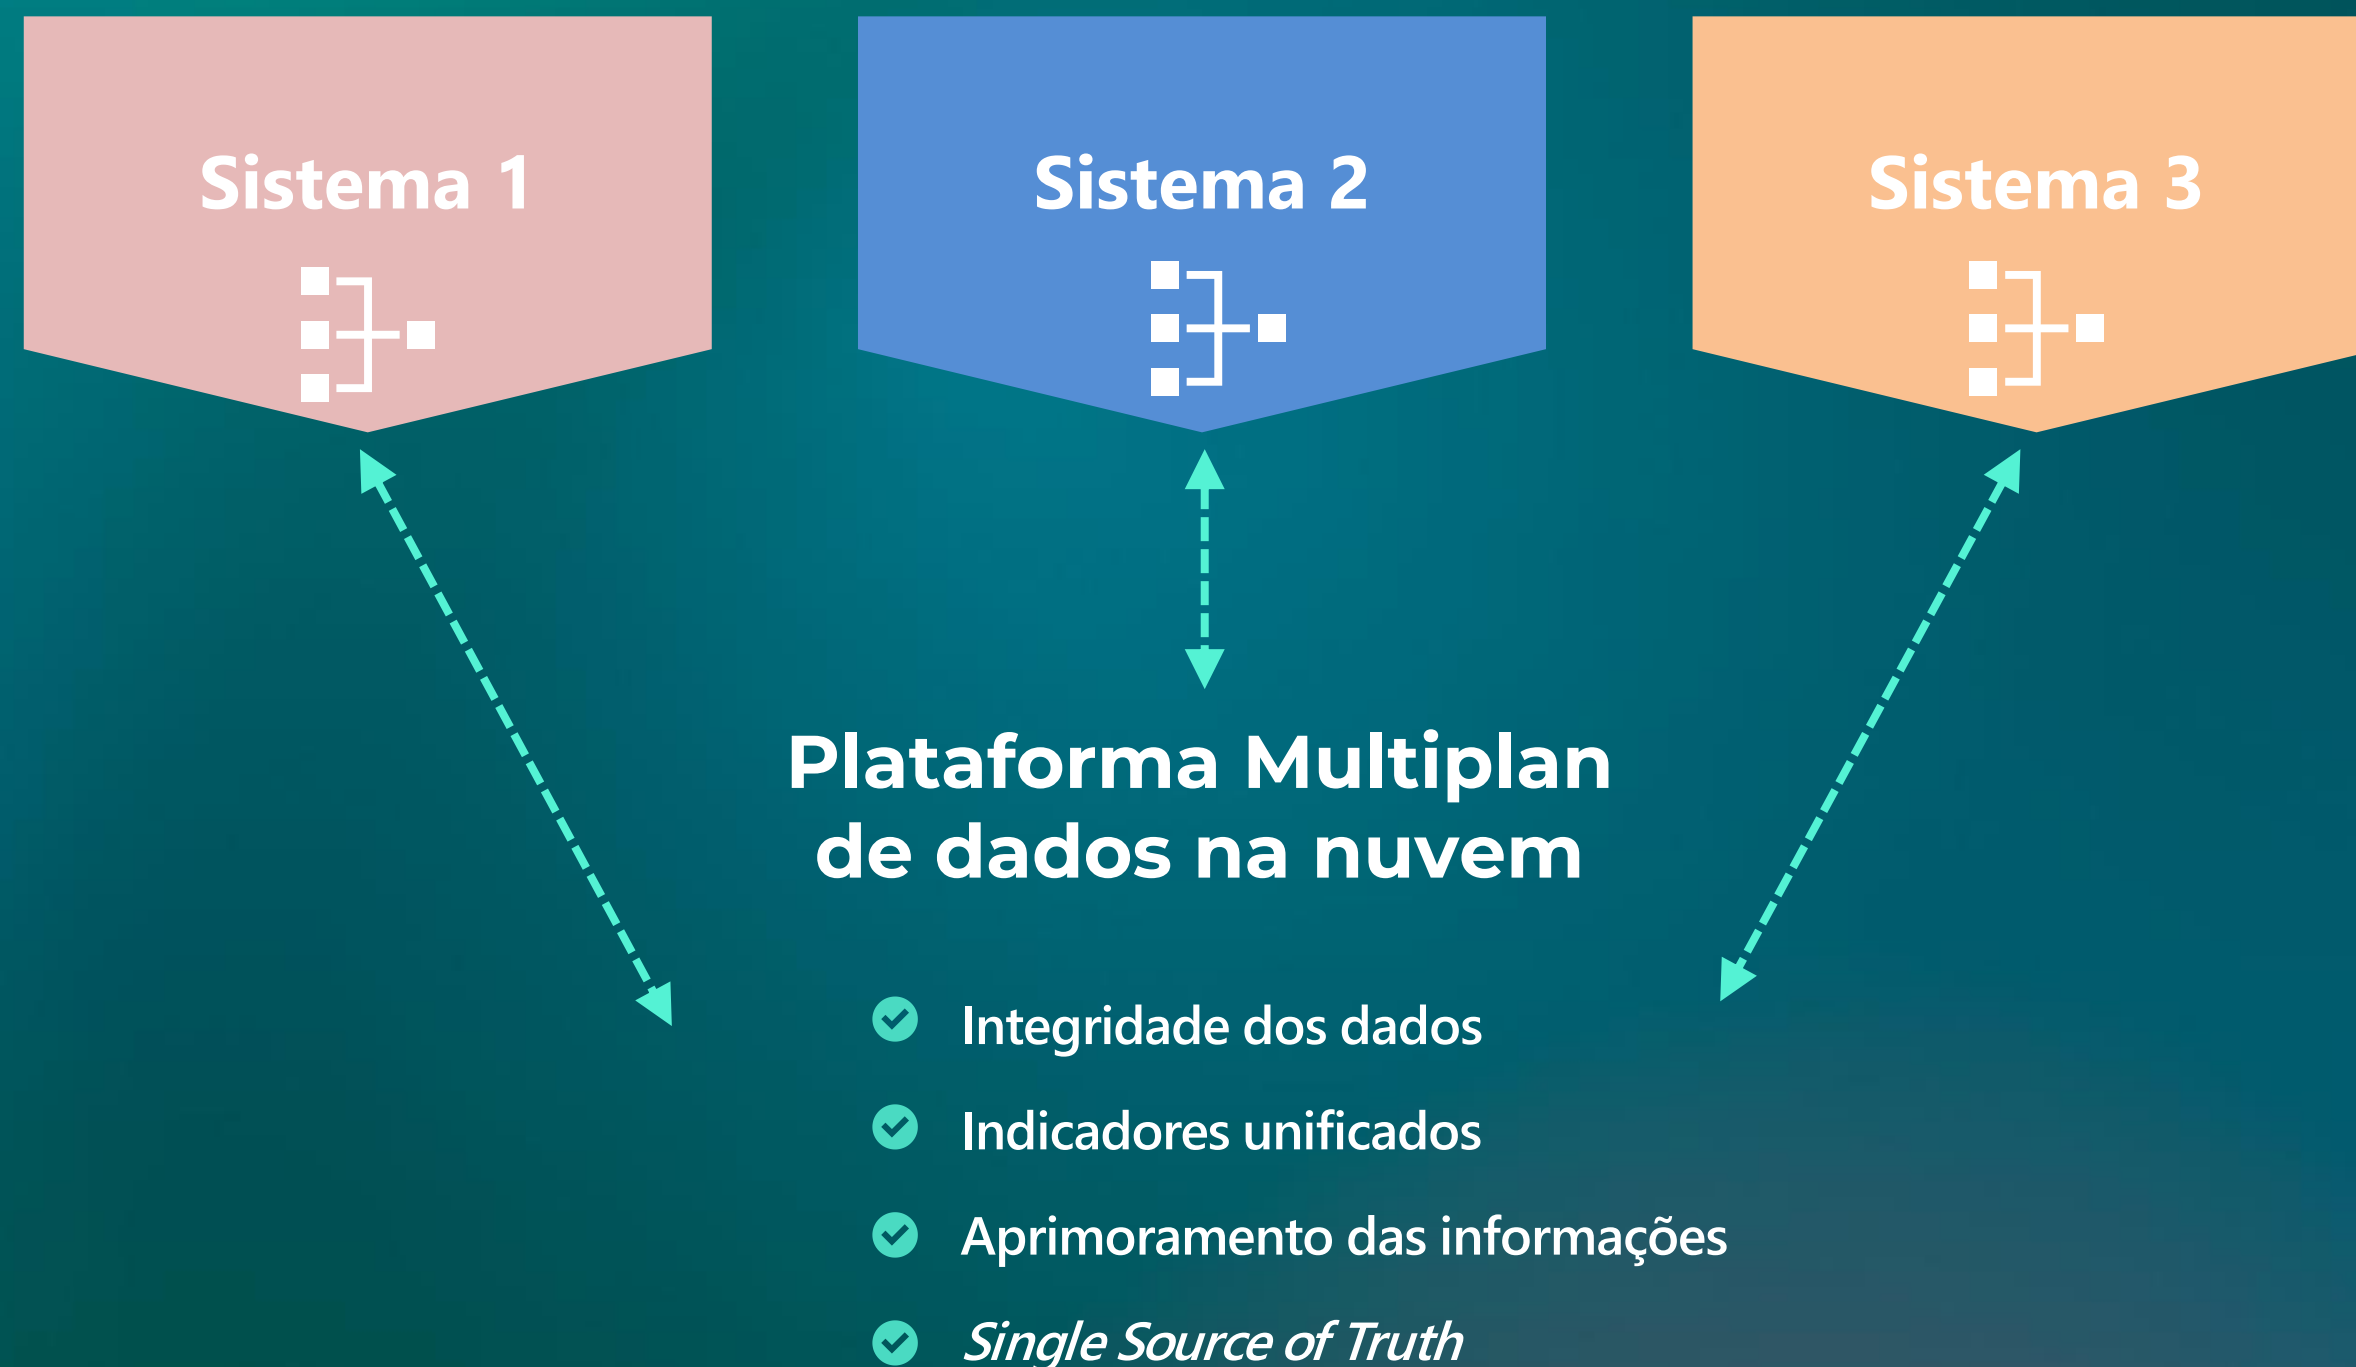 Sistema 1
Sistema 2
Sistema 3
Plataforma Multiplan
de dados na nuvem
Integridade dos dados
Indicadores unificados
Aprimoramento das informações
Single Source of Truth